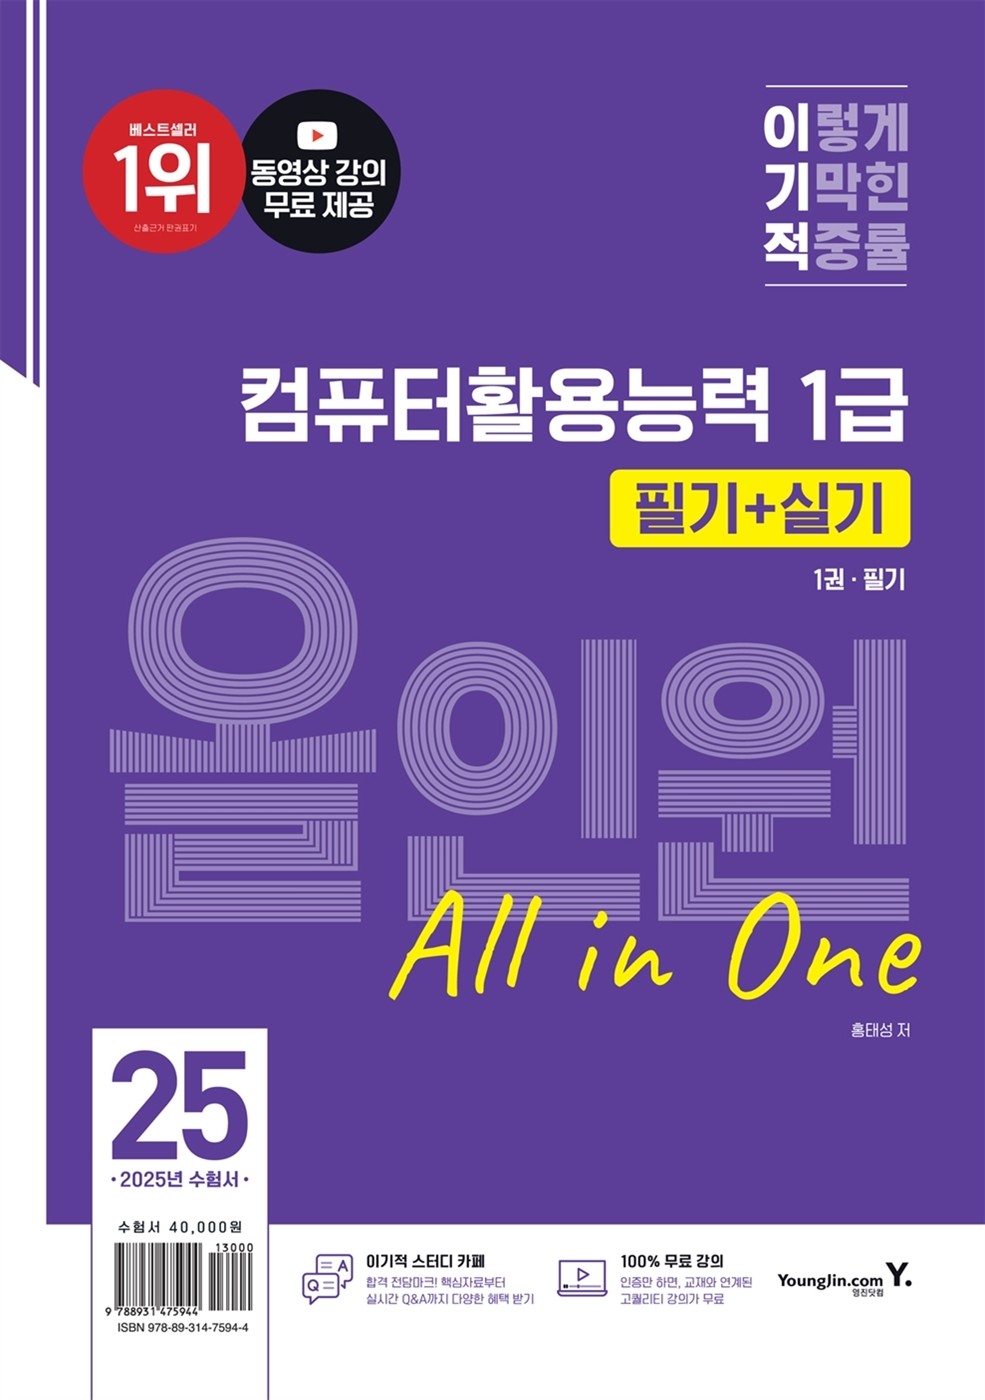 베스트셀러
1위
산출근거 판권표기
동영상 강의
무료 제공
이렇게
기막힌
적중률
컴퓨터활용능력 1급
필기+실기
1권 · 필기
올인원
All in One
홍태성 저
25
·2025년 수험서·
수험서 40,000원
13000
9 788931 475944
ISBN 978-89-314-7594-4
이기적 스터디 카페
합격 전담마크! 핵심자료부터
실시간 Q&A까지 다양한 혜택 받기
100% 무료 강의
인증만 하면, 교재와 연계된
고퀄리티 강의가 무료
YoungJin.com Y.
영진닷컴